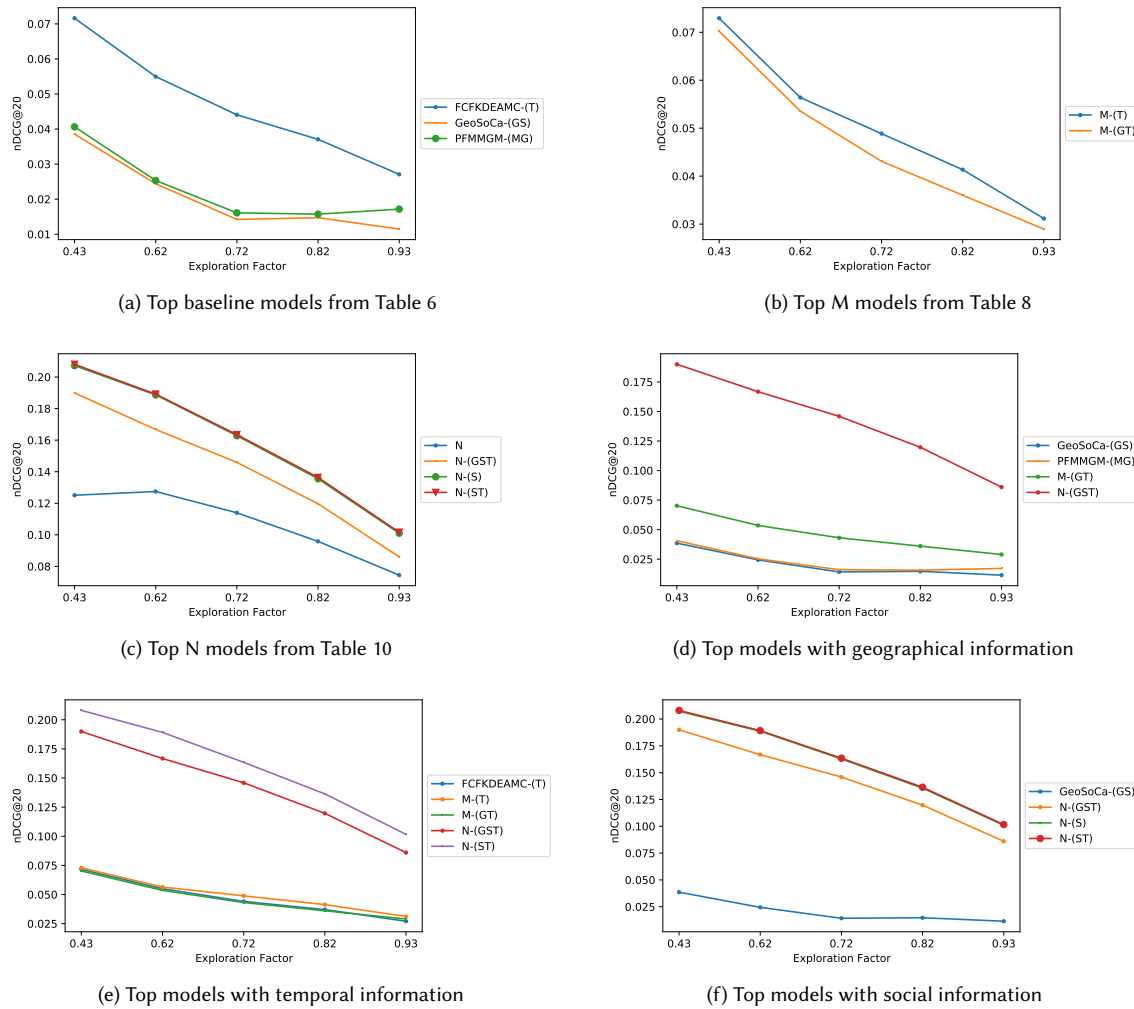 0.07
0.06
0.05
0.04
0.03
0.02
0.01
nDCG@20
0.43 0.62 0.72 0.82 0.93
Exploration Factor
FCFKDEAMC-(T)
GeoSoCa-(GS)
PFMMGM-(MG)
(a) Top baseline models from Table 6
0.07
0.06
0.05
0.04
0.03
nDCG@20
0.43 0.62 0.72 0.82 0.93
Exploration Factor
M-(T)
M-(GT)
(b) Top M models from Table 8
0.20
0.18
0.16
0.14
0.12
0.10
0.08
nDCG@20
0.43 0.62 0.72 0.82 0.93
Exploration Factor
N
N-(GST)
N-(S)
N-(ST)
(c) Top N models from Table 10
0.175
0.150
0.125
0.100
0.075
0.050
0.025
nDCG@20
0.43 0.62 0.72 0.82 0.93
Exploration Factor
GeoSoCa-(GS)
PFMMGM-(MG)
M-(GT)
N-(GST)
(d) Top models with geographical information
0.200
0.175
0.150
0.125
0.100
0.075
0.050
0.025
nDCG@20
0.43 0.62 0.72 0.82 0.93
Exploration Factor
FCFKDEAMC-(T)
M-(T)
M-(GT)
N-(GST)
N-(ST)
(e) Top models with temporal information
0.200
0.175
0.150
0.125
0.100
0.075
0.050
0.025
nDCG@20
0.43 0.62 0.72 0.82 0.93
Exploration Factor
GeoSoCa-(GS)
N-(GST)
N-(S)
N-(ST)
(f) Top models with social information